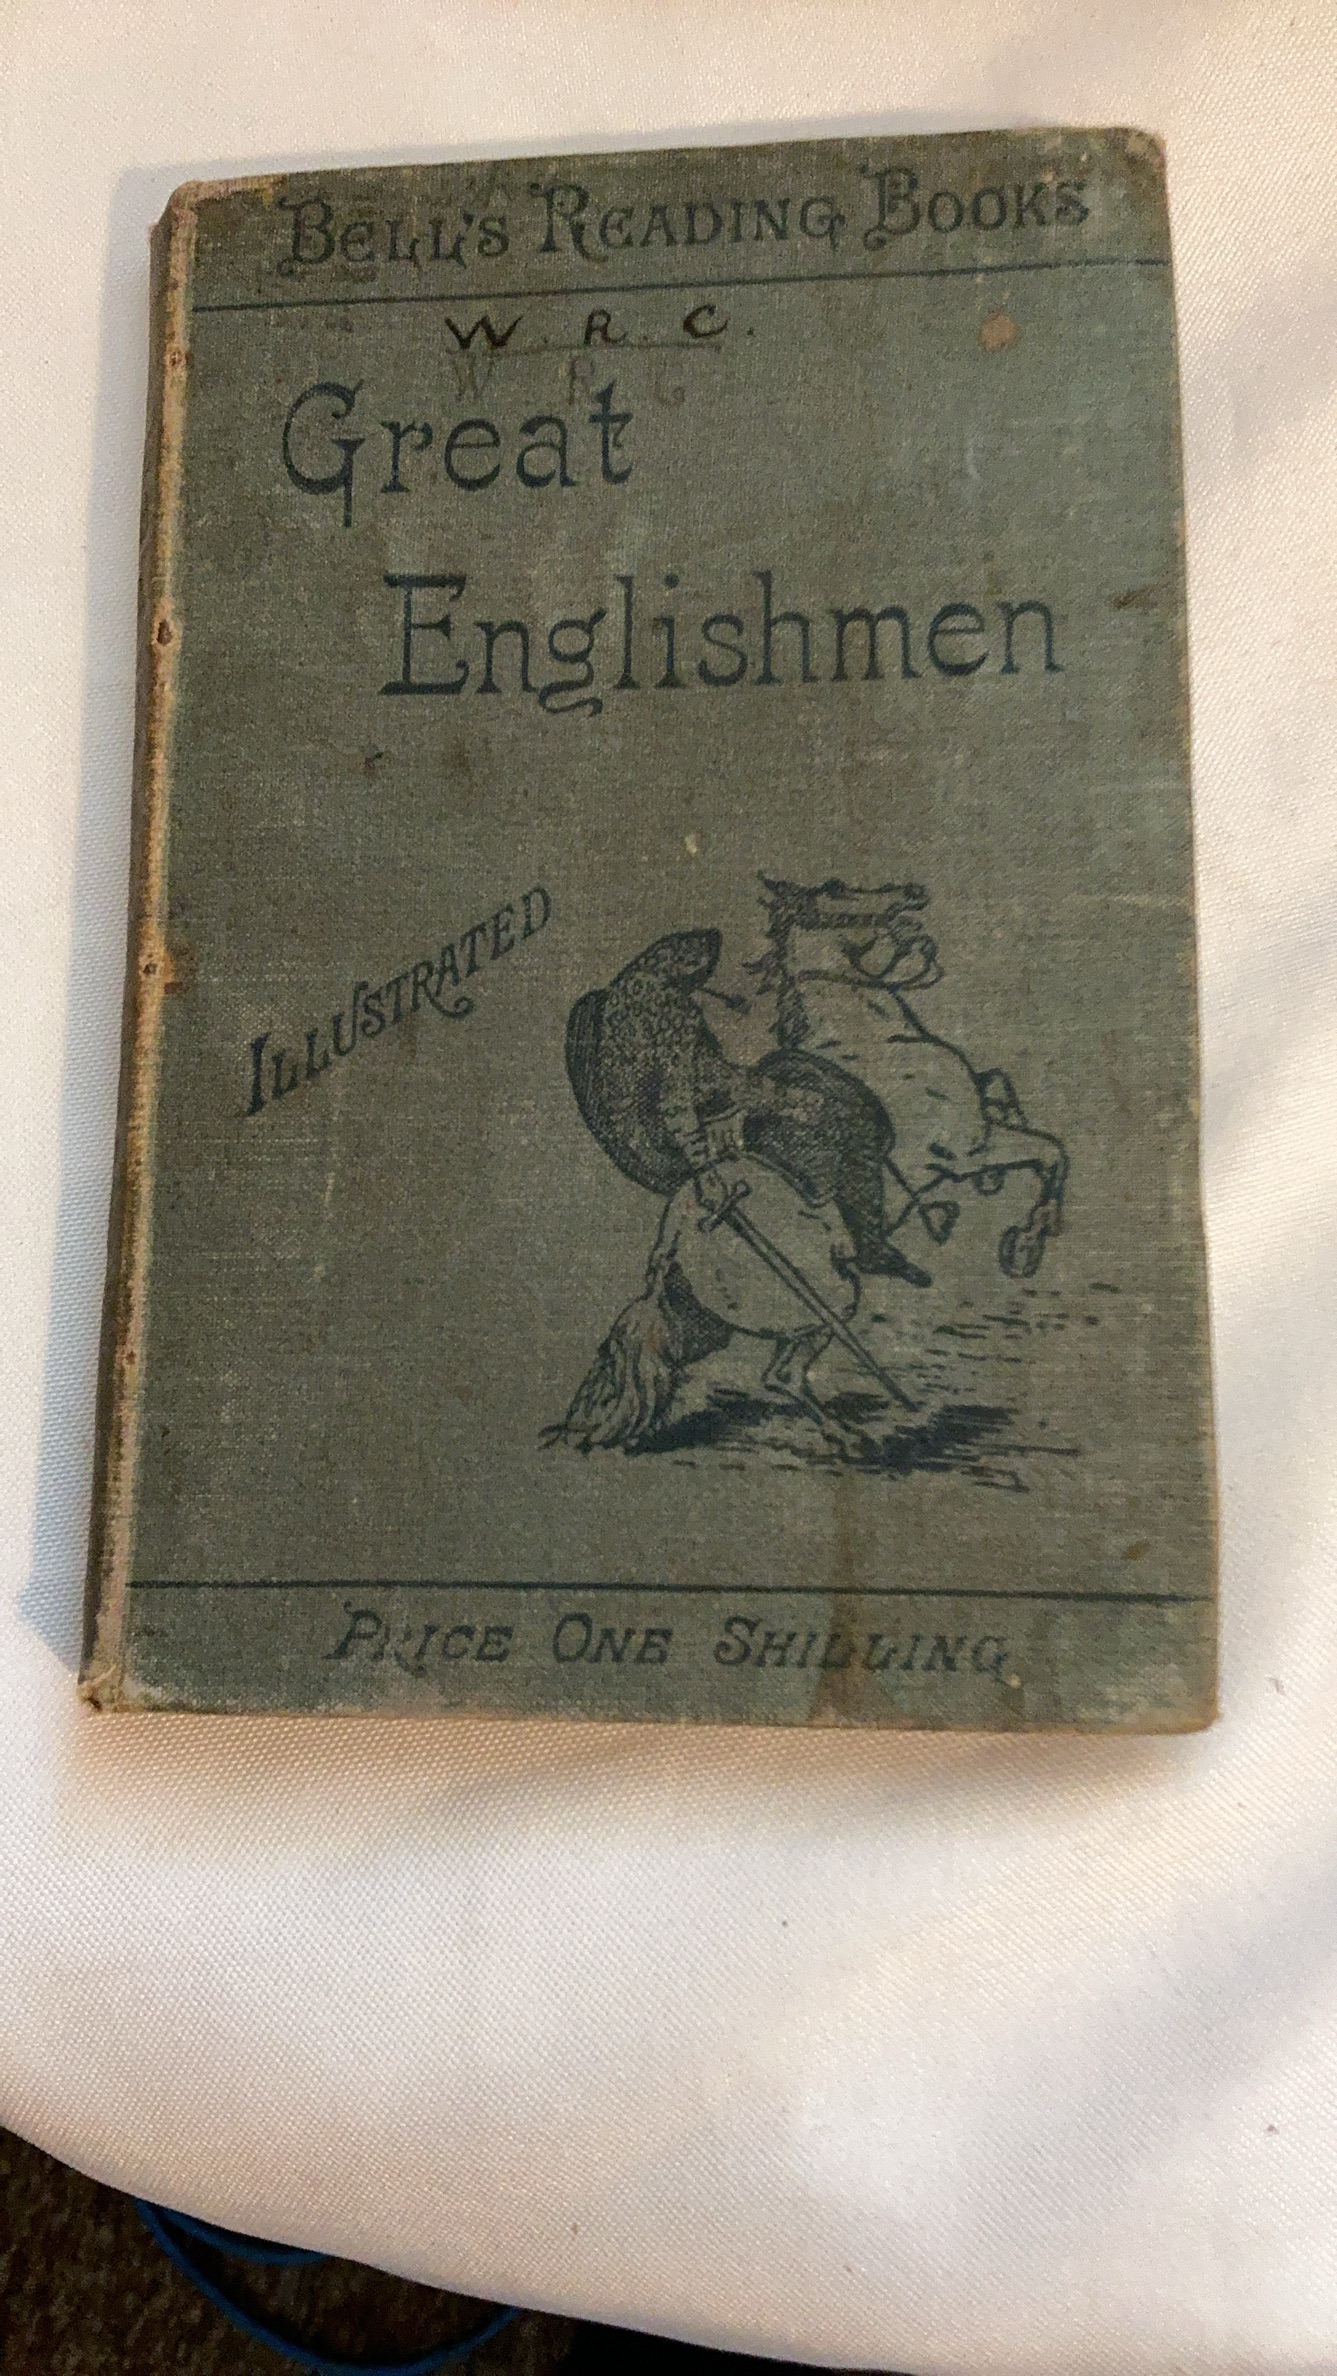 BELL'S READING BOOKS
W. R. C.
W R C
Great
Englishmen
ILLUSTRATED
PRICE ONE SHILLING